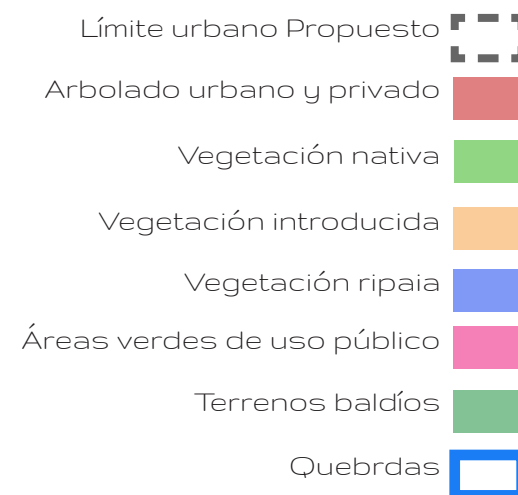 Límite urbano Propuesto
Arbolado urbano y privado
Vegetación nativa
Vegetación introducida
Vegetación ripaia
Áreas verdes de uso público
Terrenos baldíos
Quebrdas